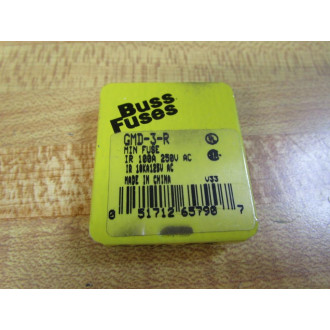 Buss
Fuses
GMD-3-R
MIN FUSE
IR 100A 250V AC
IR 10KA125V AC
MADE IN CHINA V33
0 51712 65790 7